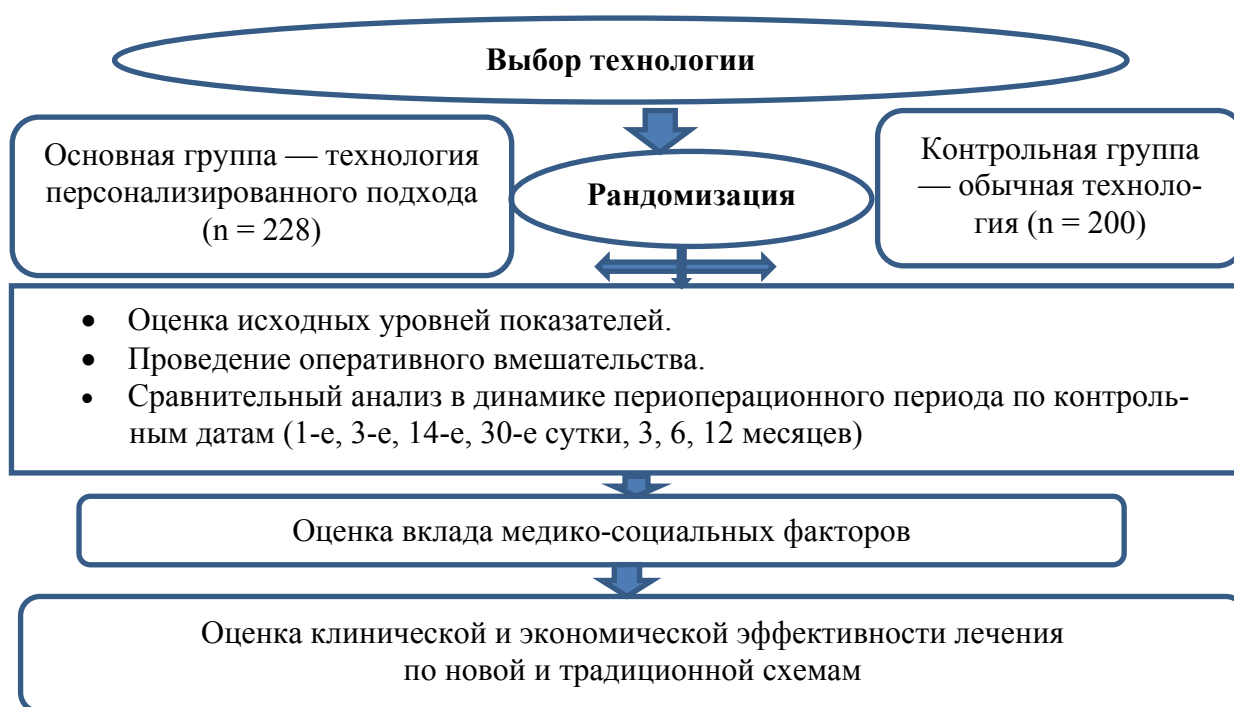 Выбор технологии
Основная группа — технология
персонализированного подхода
(n = 228)
Рандомизация
Контрольная группа
— обычная техноло-
гия (n = 200)
• Оценка исходных уровней показателей.
• Проведение оперативного вмешательства.
• Сравнительный анализ в динамике периоперационного периода по контроль-
ным датам (1-е, 3-е, 14-е, 30-е сутки, 3, 6, 12 месяцев)
Оценка вклада медико-социальных факторов
Оценка клинической и экономической эффективности лечения
по новой и традиционной схемам